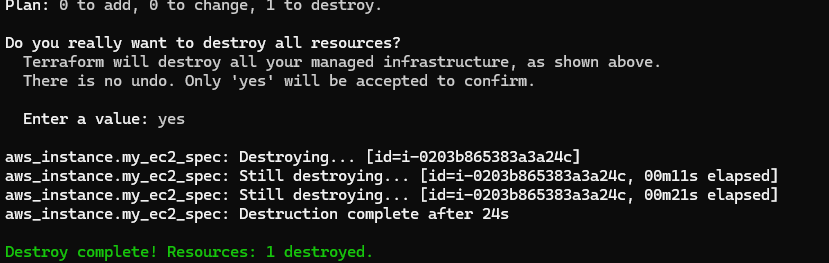 Plan: 0 to add, 0 to change, 1 to destroy.
Do you really want to destroy all resources?
Terraform will destroy all your managed infrastructure, as shown above.
There is no undo. Only 'yes' will be accepted to confirm.
Enter a value: yes
aws_instance.my_ec2_spec: Destroying... [id=i-0203b865383a3a24c]
aws_instance.my_ec2_spec: Still destroying... [id=i-0203b865383a3a24c, 00m11s elapsed]
aws_instance.my_ec2_spec: Still destroying... [id=i-0203b865383a3a24c, 00m21s elapsed]
aws_instance.my_ec2_spec: Destruction complete after 24s
Destroy complete! Resources: 1 destroyed.